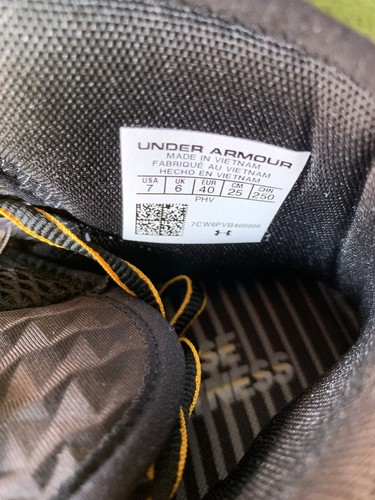 UNDER ARMOUR
MADE IN VIETNAM
FABRIQUÉ AU VIETNAM
HECHO EN VIETNAM
USA UK EUR CM CHN
7 6 40 25 250
PHV